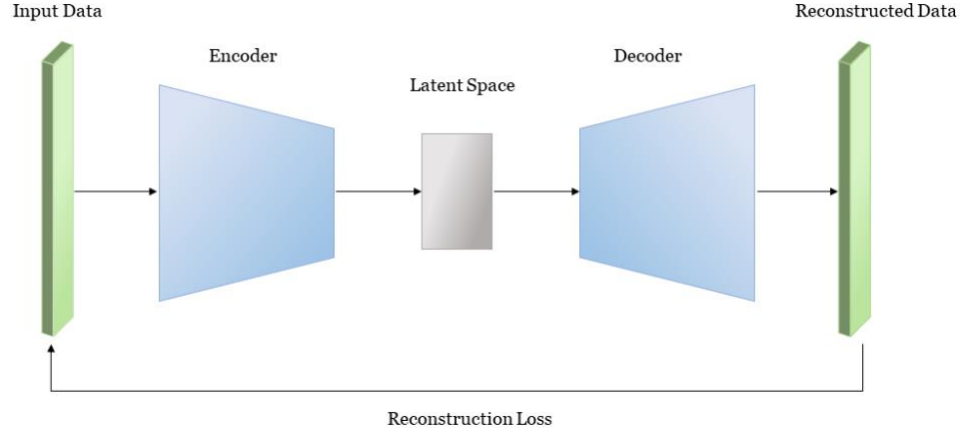 Input Data
Reconstructed Data
Encoder
Decoder
Latent Space
Reconstruction Loss